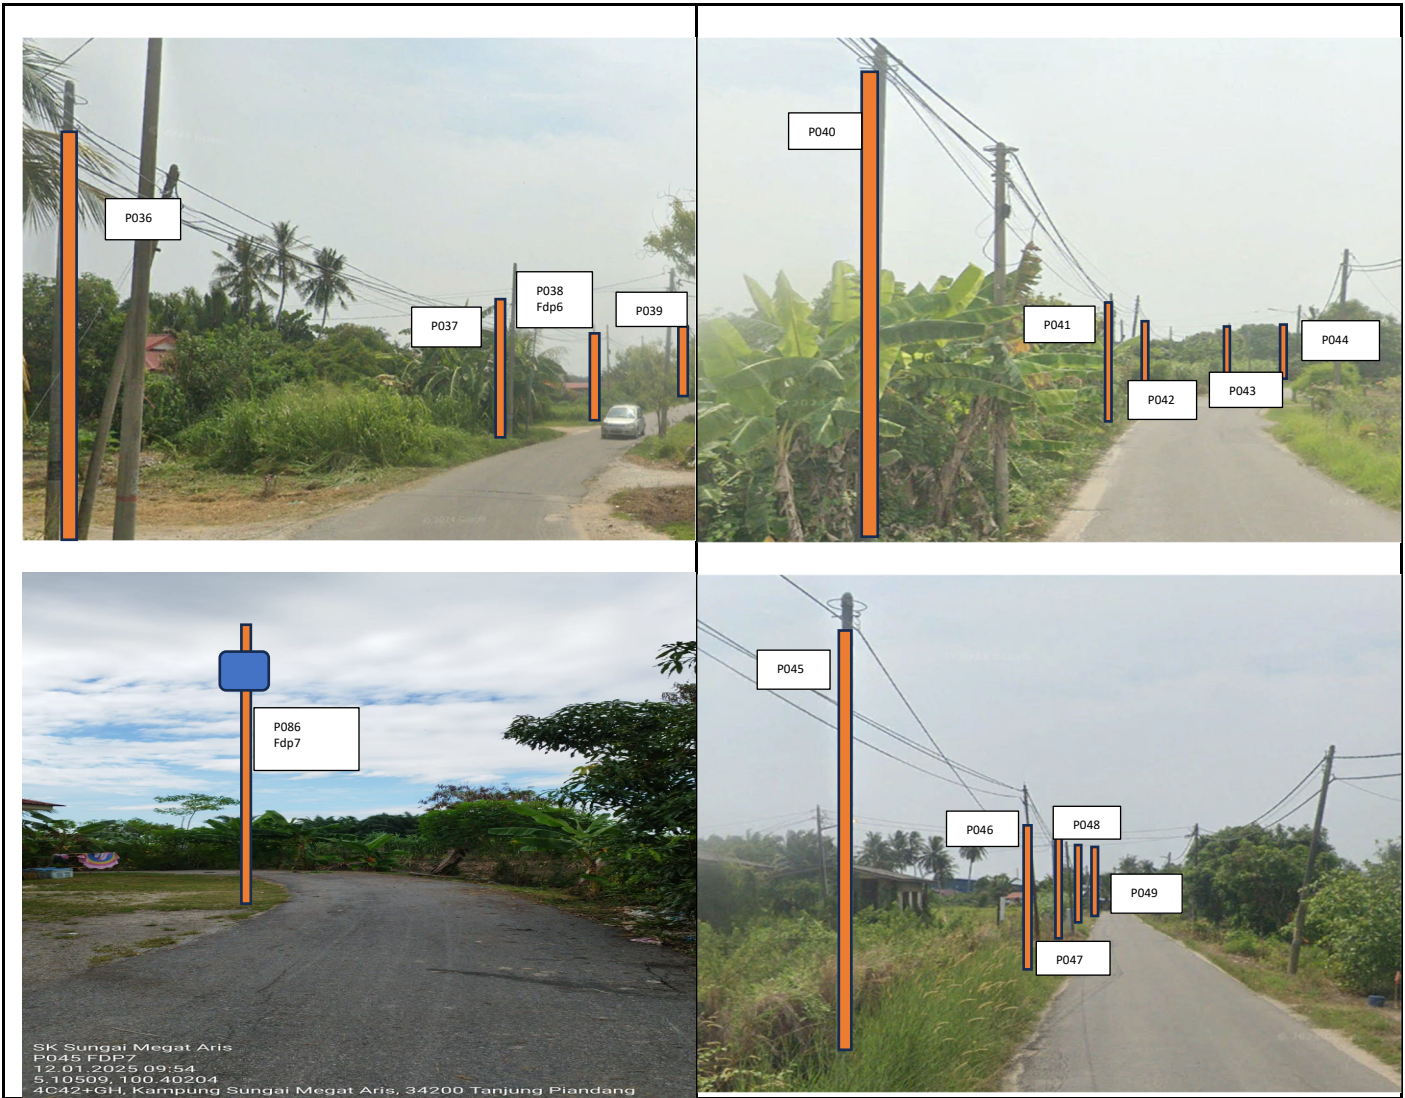 P036
P037
P038
Fdp6
P039
P040
P041
P042
P043
P044
P086
Fdp7
SK Sungai Megat Aris
P045 FDP7
12.01.2025 09:54
5.10509, 100.40204
4C42+GH, Kampung Sungai Megat Aris, 34200 Tanjung Piandang
P045
P046
P047
P048
P049